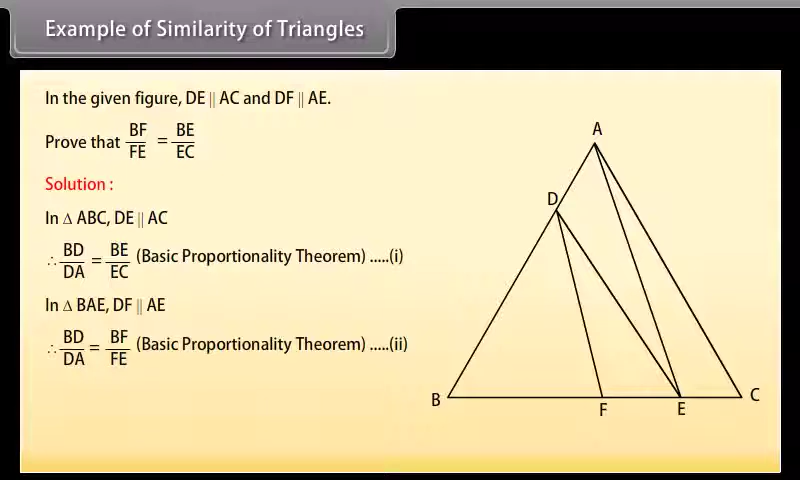 Example of Similarity of Triangles
In the given figure, DE || AC and DF || AE.
Prove that BF/FE = BE/EC
Solution :
In Δ ABC, DE || AC
∴ BD/DA = BE/EC (Basic Proportionality Theorem) .....(i)
In Δ BAE, DF || AE
∴ BD/DA = BF/FE (Basic Proportionality Theorem) .....(ii)
A
D
B
F
E
C